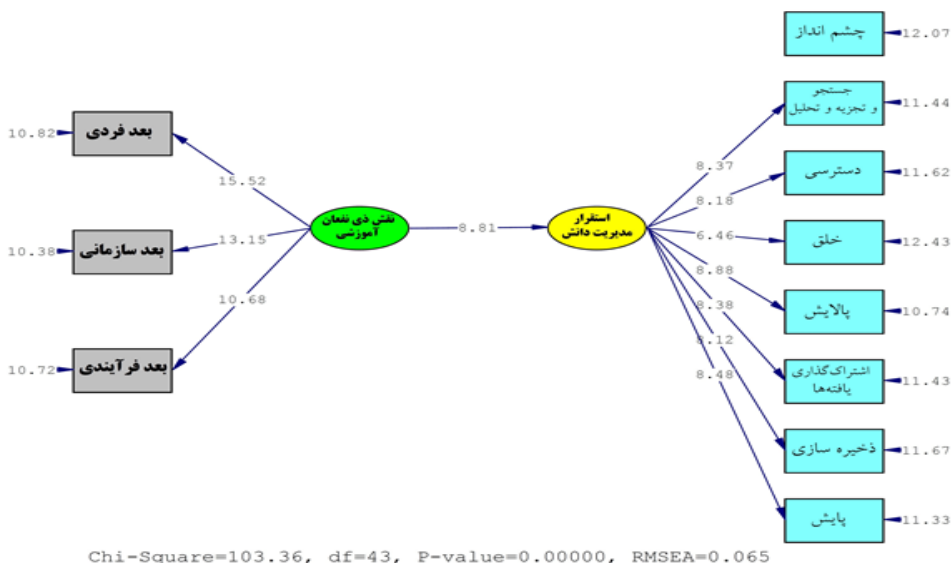 چشم انداز
12.07
جستجو
و تجزیه و تحلیل
11.44
بعد فردی
10.82
8.37
دسترسی
11.62
15.52
8.18
نقش ذی نفعان
آموزشی
8.81
استقرار
مدیریت دانش
6.46
خلق
12.43
بعد سازمانی
10.38
13.15
8.88
پالایش
10.74
10.68
8.38
8.12
بعد فرآیندی
10.72
8.48
اشتراک‌گذاری
یافته‌ها
11.43
ذخیره سازی
11.67
پایش
11.33
Chi-Square=103.36, df=43, P-value=0.00000, RMSEA=0.065